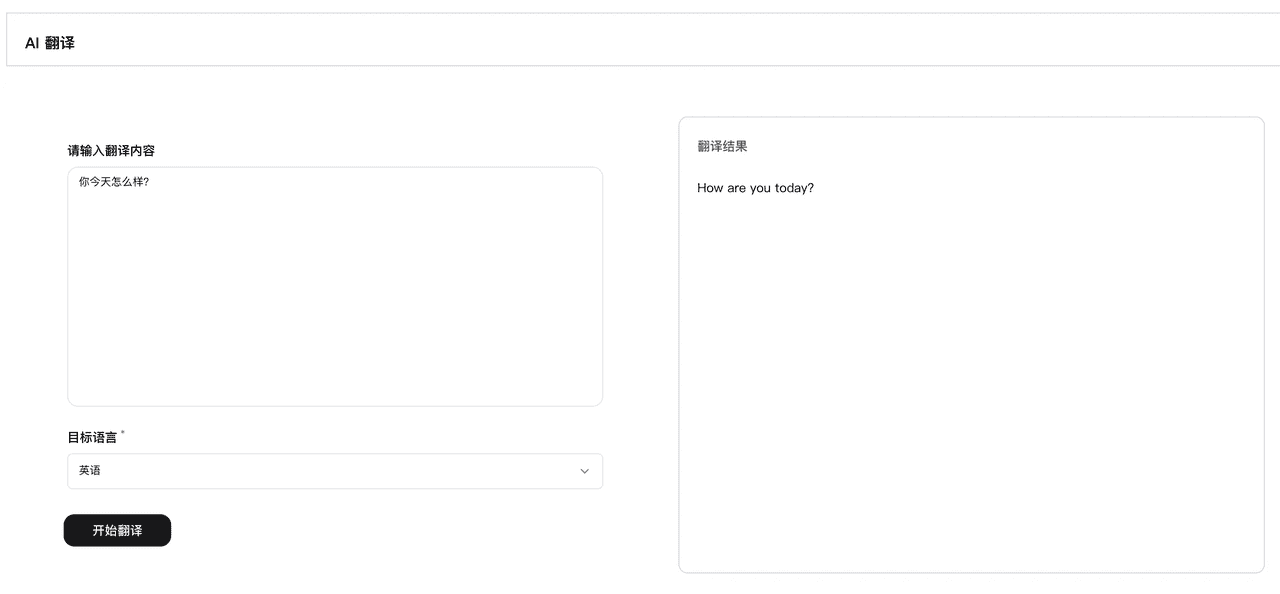 AI 翻译
请输入翻译内容
你今天怎么样?
目标语言 *
英语
开始翻译
翻译结果
How are you today?